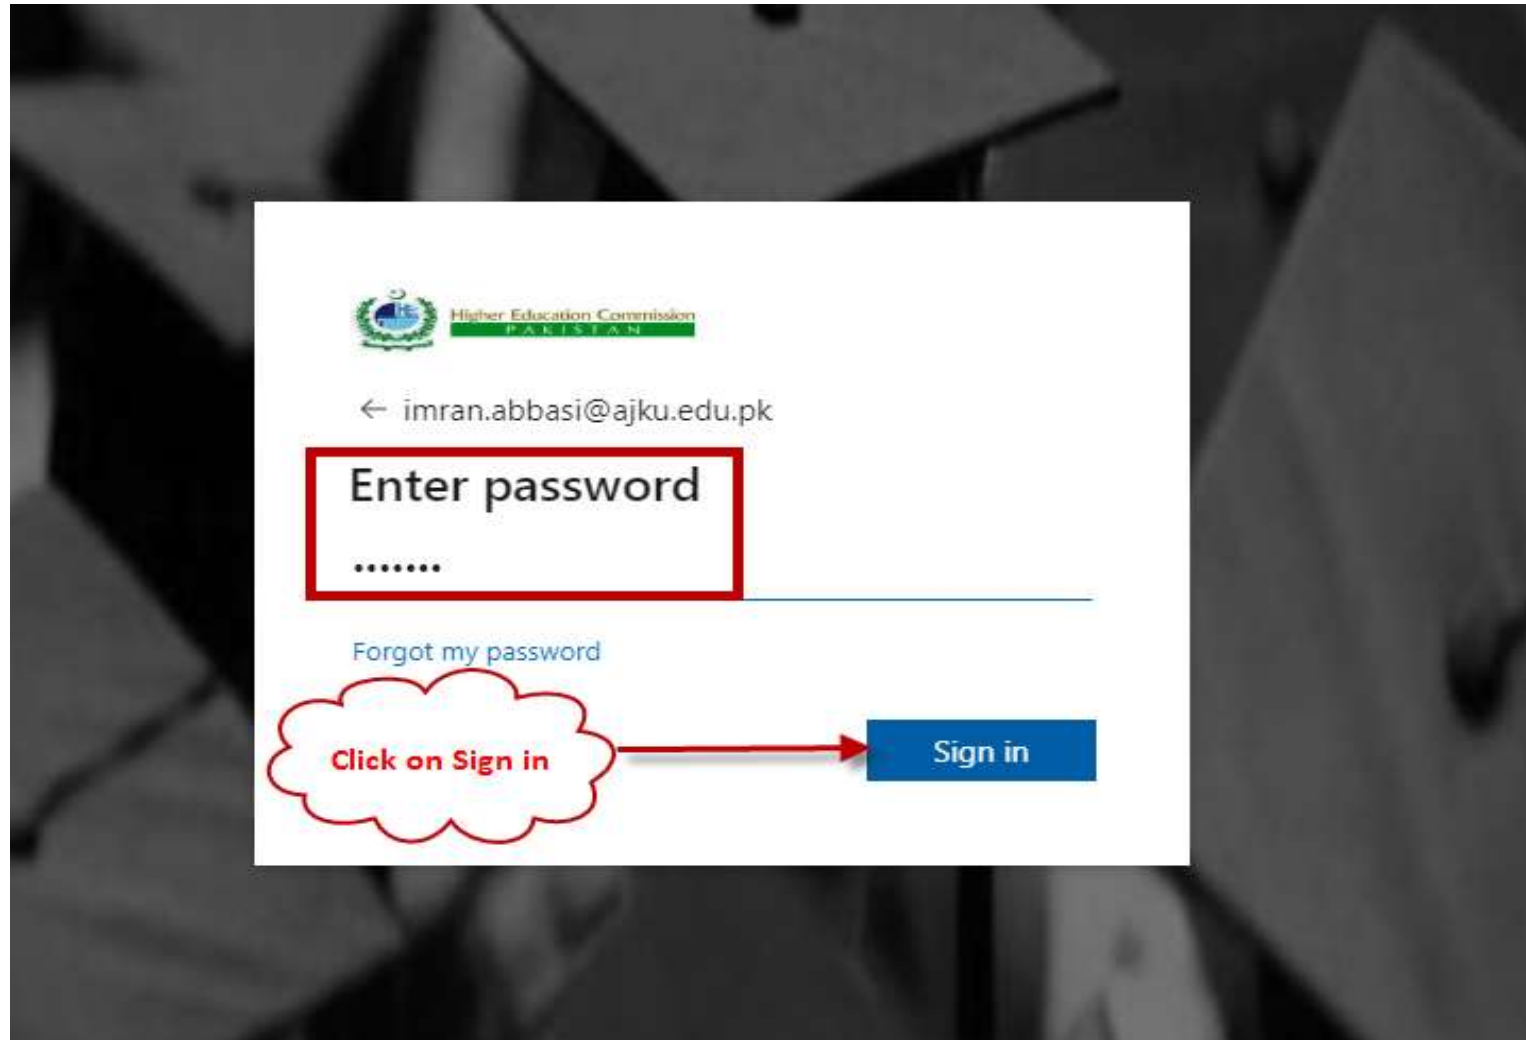 Higher Education Commission
PAKISTAN
← imran.abbasi@ajku.edu.pk
Enter password
•••••••
Forgot my password
Click on Sign in
Sign in